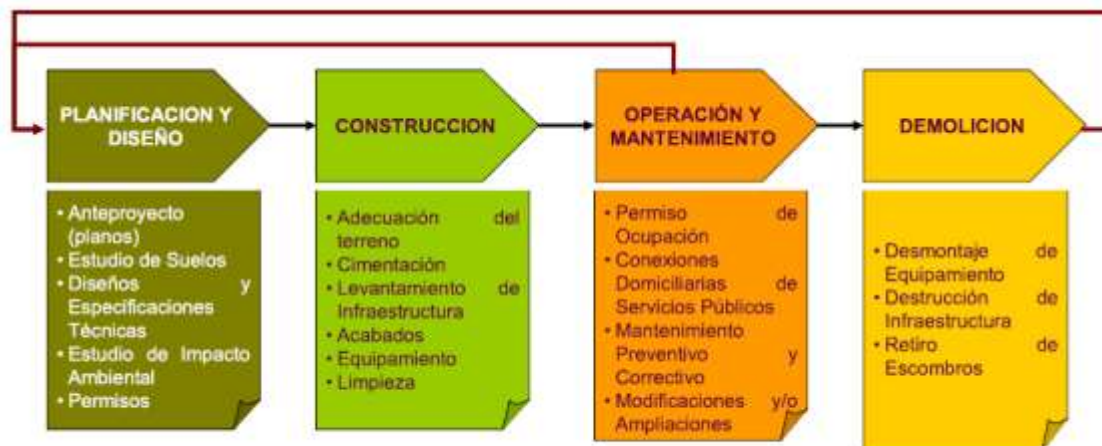 PLANIFICACION Y
DISEÑO
CONSTRUCCION
OPERACIÓN Y
MANTENIMIENTO
DEMOLICION
• Anteproyecto
(planos)
• Estudio de Suelos
• Diseños y
Especificaciones
Técnicas
• Estudio de Impacto
Ambiental
• Permisos
• Adecuación del
terreno
• Cimentación
• Levantamiento de
Infraestructura
• Acabados
• Equipamiento
• Limpieza
• Permiso de
Ocupación
• Conexiones
Domiciliarias de
Servicios Públicos
• Mantenimiento
Preventivo y
Correctivo
• Modificaciones y/o
Ampliaciones
• Desmontaje de
Equipamiento
• Destrucción de
Infraestructura
• Retiro de
Escombros